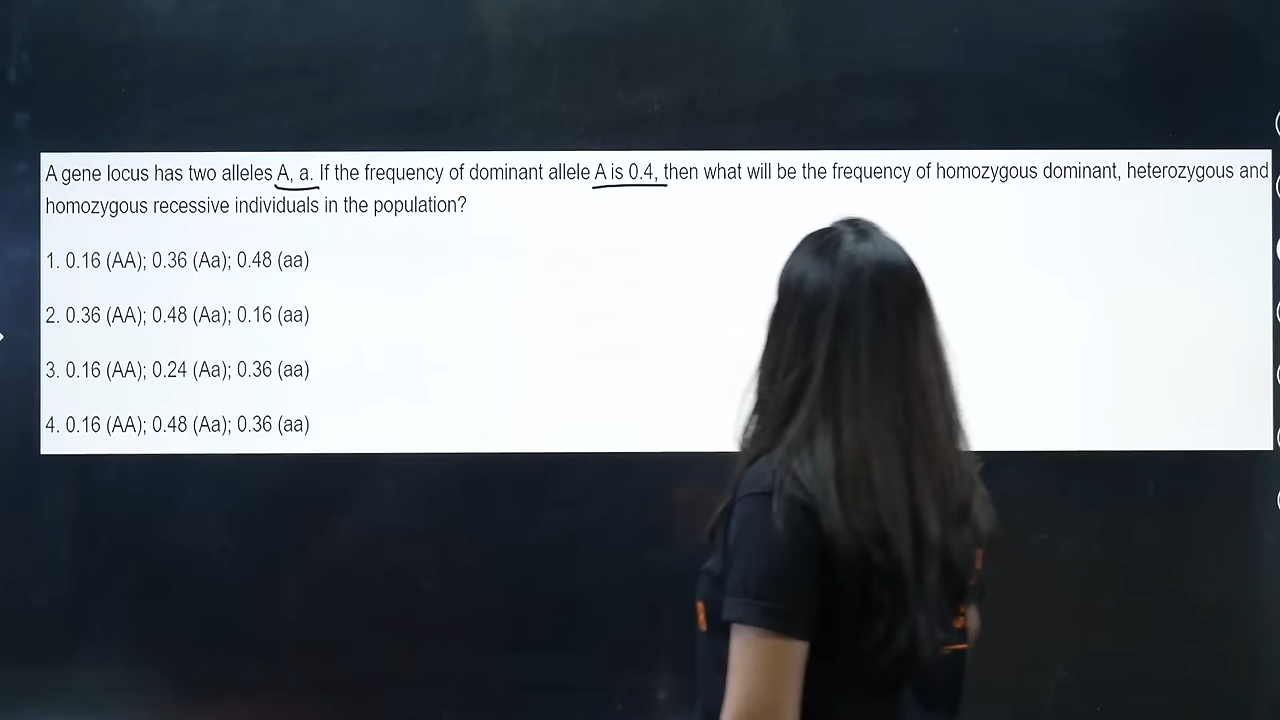 A gene locus has two alleles A, a. If the frequency of dominant allele A is 0.4, then what will be the frequency of homozygous dominant, heterozygous and
homozygous recessive individuals in the population?
1. 0.16 (AA); 0.36 (Aa); 0.48 (aa)
2. 0.36 (AA); 0.48 (Aa); 0.16 (aa)
3. 0.16 (AA); 0.24 (Aa); 0.36 (aa)
4. 0.16 (AA); 0.48 (Aa); 0.36 (aa)